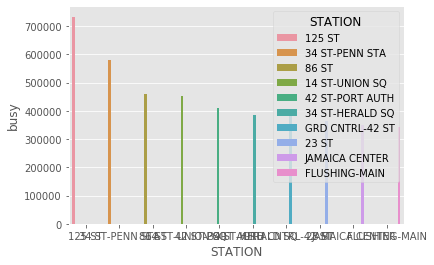 700000
600000
500000
400000
300000
200000
100000
0
busy
STATION
125 ST
34 ST-PENN STA
86 ST
14 ST-UNION SQ
42 ST-PORT AUTH
34 ST-HERALD SQ
GRD CNTRL-42 ST
23 ST
JAMAICA CENTER
FLUSHING-MAIN
125 ST
STATION